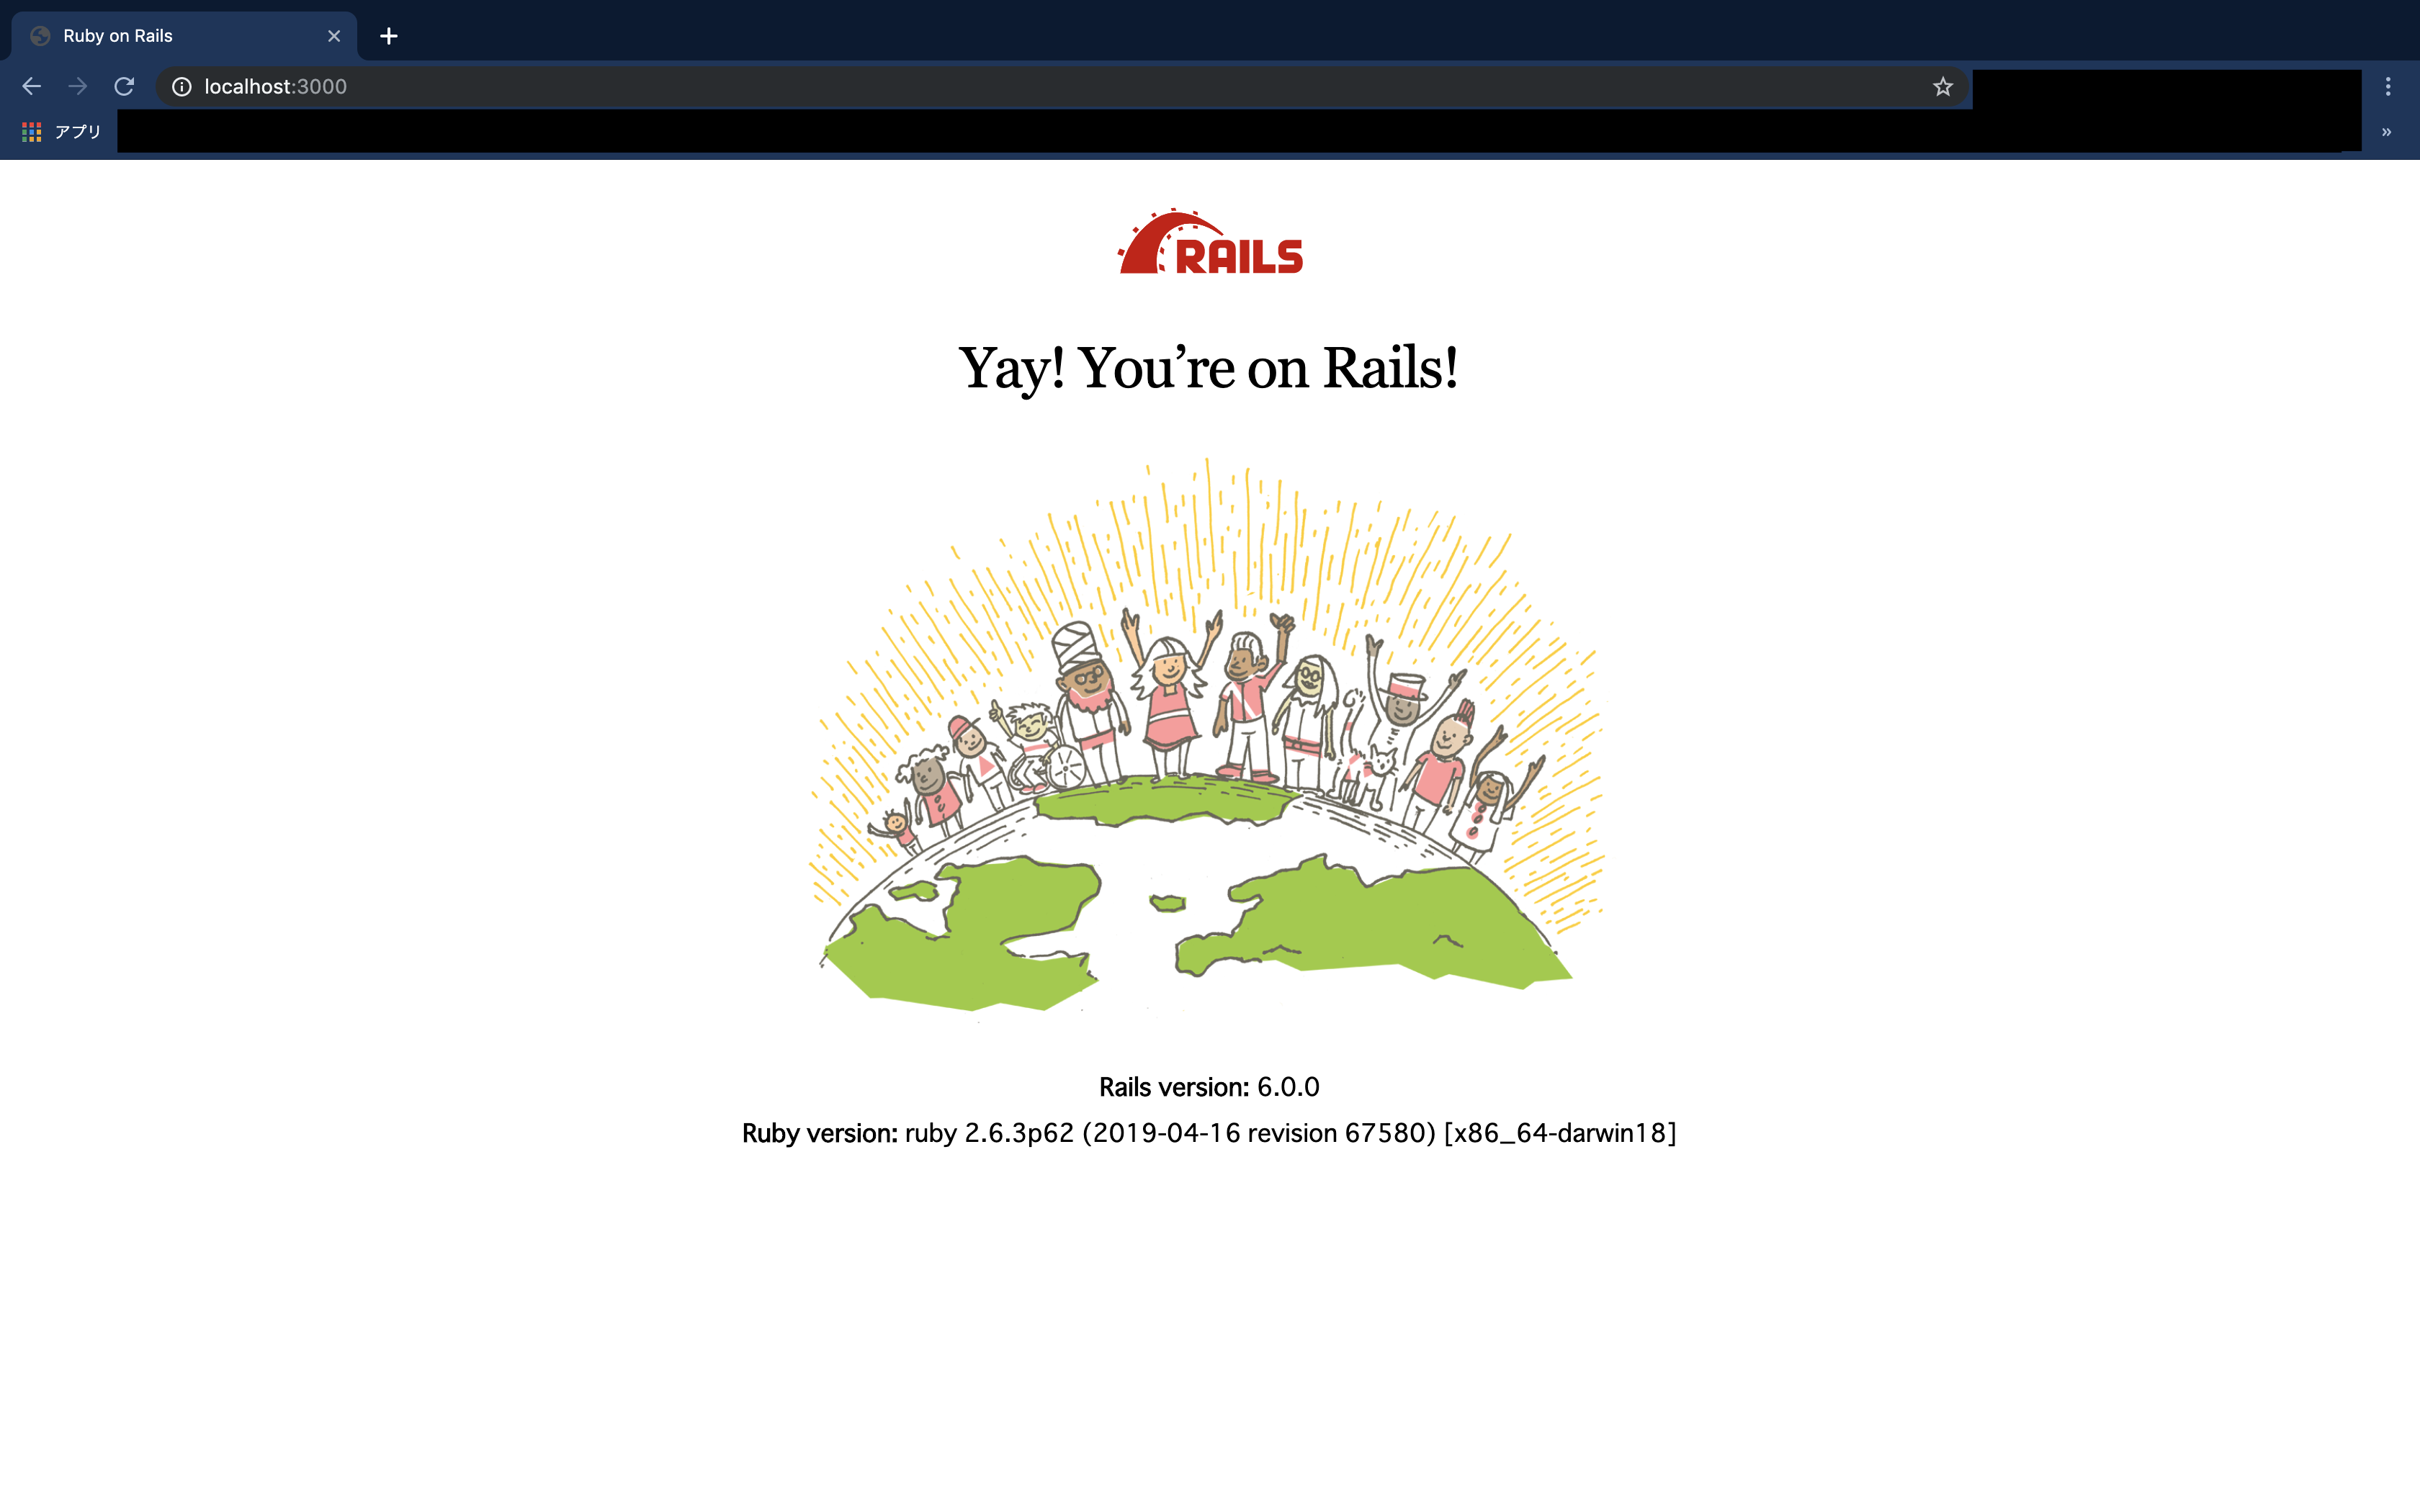 Ruby on Rails
localhost:3000
アプリ
RAILS
Yay! You’re on Rails!
Rails version: 6.0.0
Ruby version: ruby 2.6.3p62 (2019-04-16 revision 67580) [x86_64-darwin18]